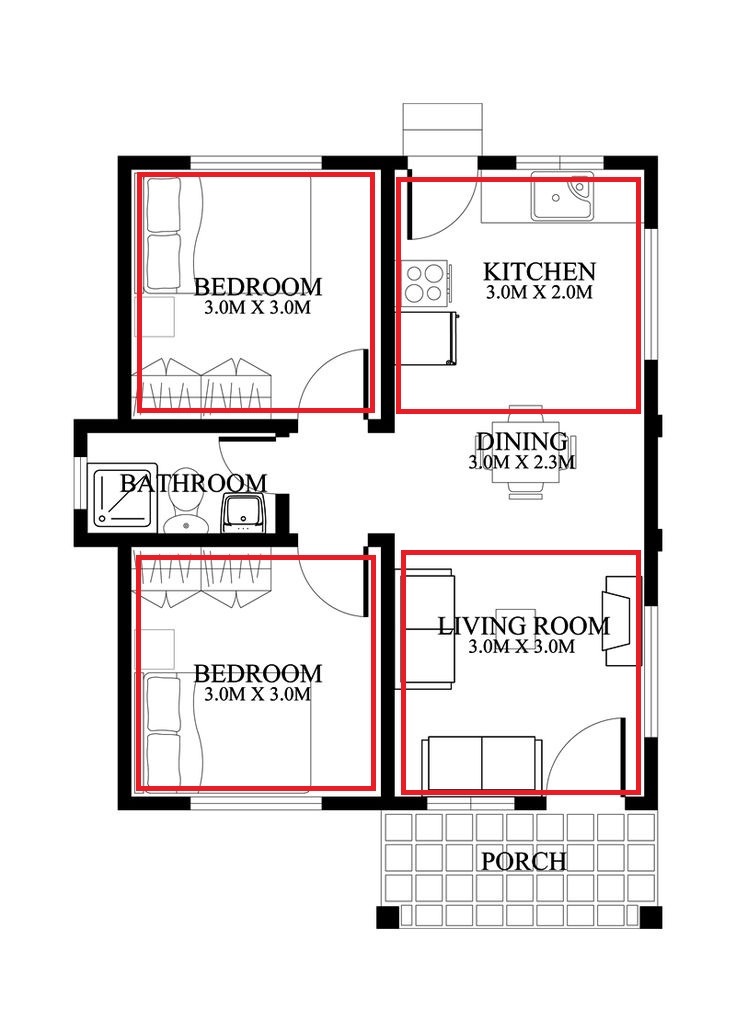 BEDROOM
3.0M X 3.0M
KITCHEN
3.0M X 2.0M
DINING
3.0M X 2.3M
BATHROOM
LIVING ROOM
3.0M X 3.0M
BEDROOM
3.0M X 3.0M
PORCH